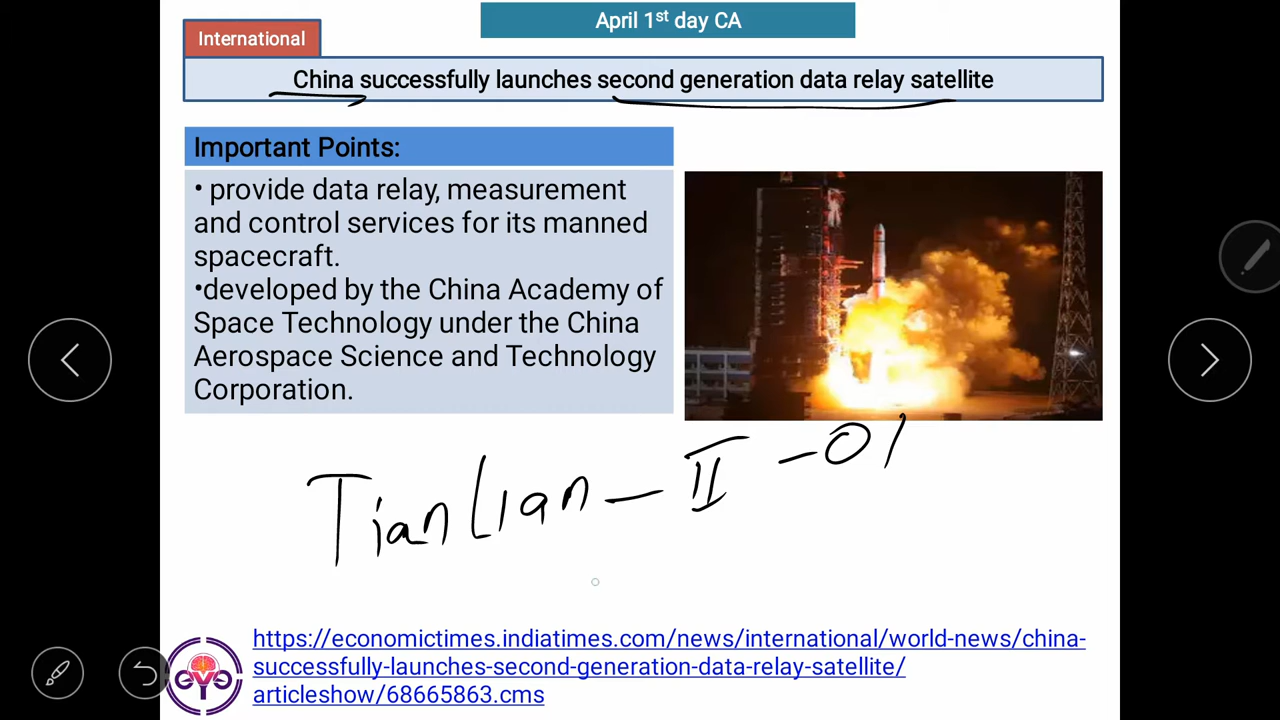 April 1st day CA
International
China successfully launches second generation data relay satellite
Important Points:
• provide data relay, measurement
and control services for its manned
spacecraft.
•developed by the China Academy of
Space Technology under the China
Aerospace Science and Technology
Corporation.
TianLian – II – 01
https://economictimes.indiatimes.com/news/international/world-news/china-
successfully-launches-second-generation-data-relay-satellite/
articleshow/68665863.cms